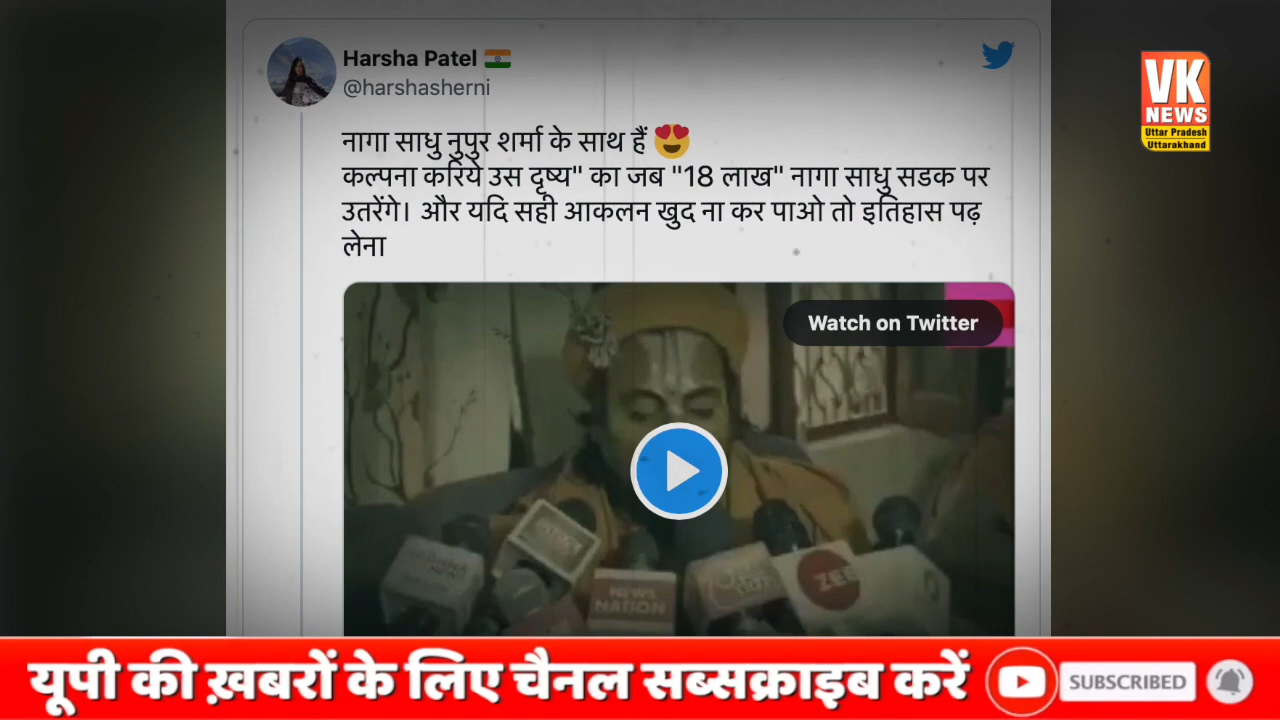 Harsha Patel
@harshasherni
VK
NEWS
Uttar Pradesh
Uttarakhand
नागा साधु नुपुर शर्मा के साथ हैं
कल्पना करिये उस दृष्य" का जब "18 लाख" नागा साधु सडक पर
उतरेंगे। और यदि सही आकलन खुद ना कर पाओ तो इतिहास पढ़
लेना
Watch on Twitter
NEWS
NATION
ZEE
यूपी की ख़बरों के लिए चैनल सब्सक्राइब करें
SUBSCRIBED